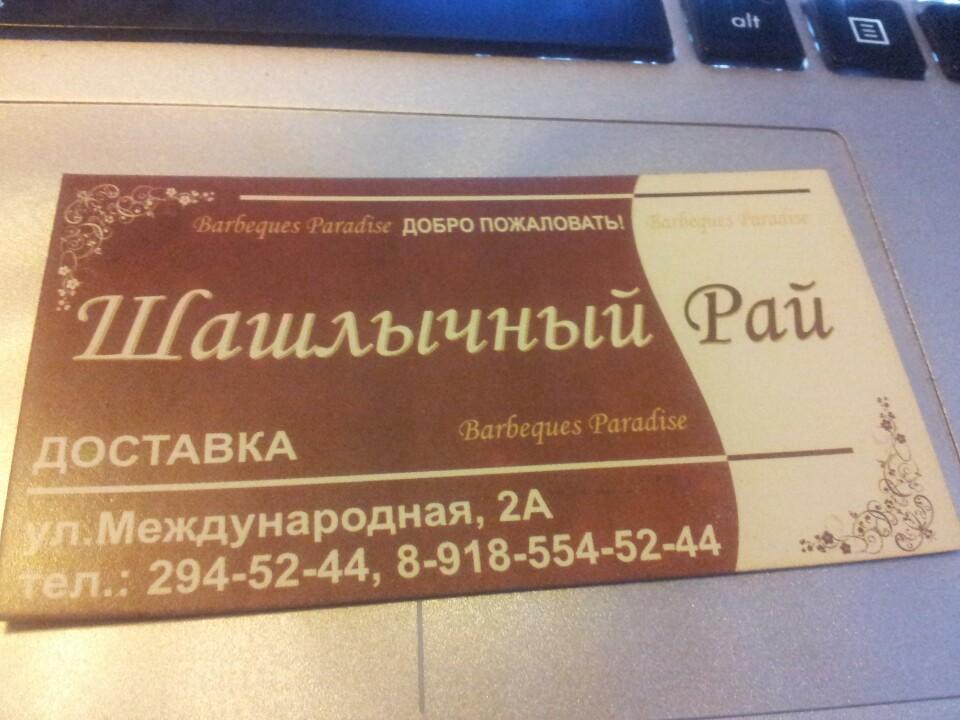 alt
Barbeques Paradise ДОБРО ПОЖАЛОВАТЬ! Barbeques Paradise
Шашлычный Рай
Barbeques Paradise
ДОСТАВКА
ул.Международная, 2А
тел.: 294-52-44, 8-918-554-52-44